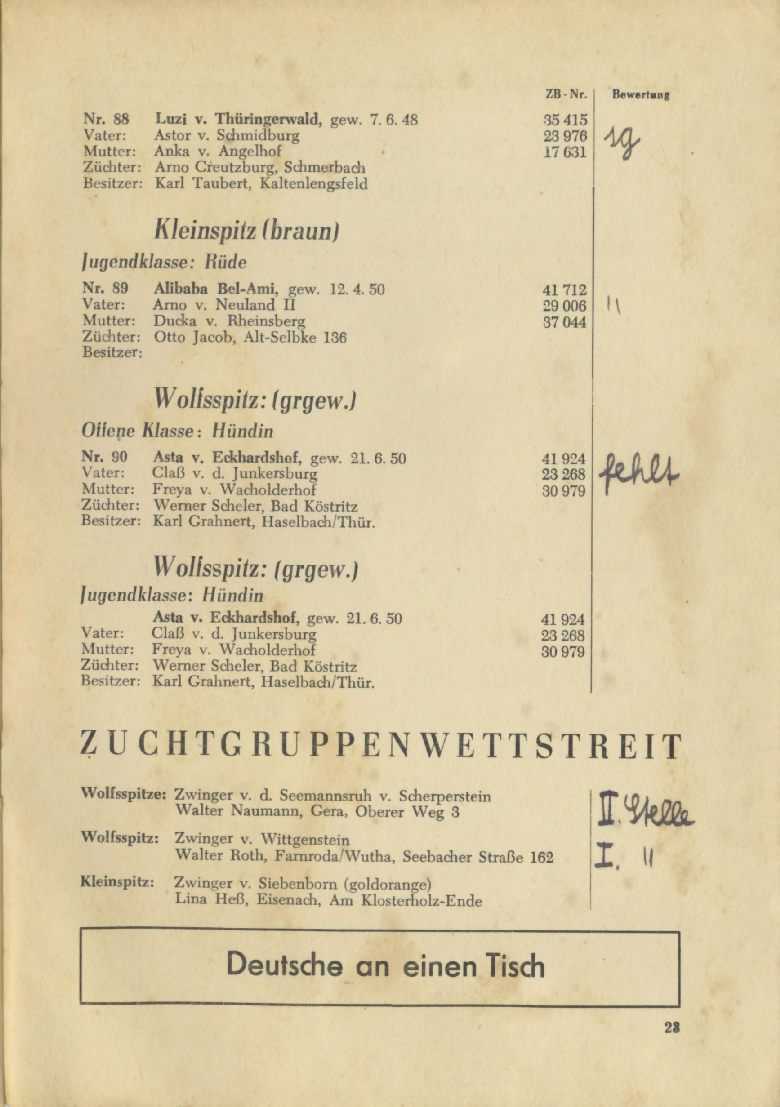 ZB-Nr. Bewertung
Nr. 88 Luzi v. Thüringerwald, gew. 7. 6. 48 35 415
Vater: Astor v. Schmidburg 23 976 sg
Mutter: Anka v. Angelhof 17 631
Züchter: Arno Creutzburg, Schmerbach
Besitzer: Karl Taubert, Kaltenlengsfeld
Kleinspitz (braun)
Jugendklasse: Rüde
Nr. 89 Alibaba Bel-Ami, gew. 12. 4. 50 41 712
Vater: Arno v. Neuland II 29 006 "
Mutter: Ducka v. Rheinsberg 37 044
Züchter: Otto Jacob, Alt-Selbke 136
Besitzer:
Wolfsspitz: (grgew.)
Offene Klasse: Hündin
Nr. 90 Asta v. Eckhardshof, gew. 21. 6. 50 41 924
Vater: Claß v. d. Junkersburg 23 268 fehlt
Mutter: Freya v. Wacholderhof 30 979
Züchter: Werner Scheler, Bad Köstritz
Besitzer: Karl Grahnert, Haselbach/Thür.
Wolfsspitz: (grgew.)
Jugendklasse: Hündin
Asta v. Eckhardshof, gew. 21. 6. 50 41 924
Vater: Claß v. d. Junkersburg 23 268
Mutter: Freya v. Wacholderhof 30 979
Züchter: Werner Scheler, Bad Köstritz
Besitzer: Karl Grahnert, Haselbach/Thür.
ZUCHTGRUPPENWETTSTREIT
Wolfsspitze: Zwinger v. d. Seemannsruh v. Scherperstein
Walter Naumann, Gera, Oberer Weg 3 II. Stelle
Wolfsspitz: Zwinger v. Wittgenstein
Walter Roth, Farnroda/Wutha, Seebacher Straße 162 I. "
Kleinspitz: Zwinger v. Siebenborn (goldorange)
Lina Heß, Eisenach, Am Klosterholz-Ende
Deutsche an einen Tisch
23